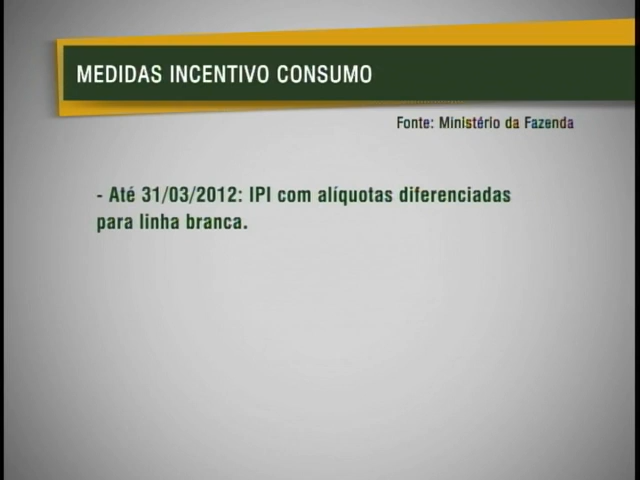 MEDIDAS INCENTIVO CONSUMO
Fonte: Ministério da Fazenda
- Até 31/03/2012: IPI com alíquotas diferenciadas
para linha branca.